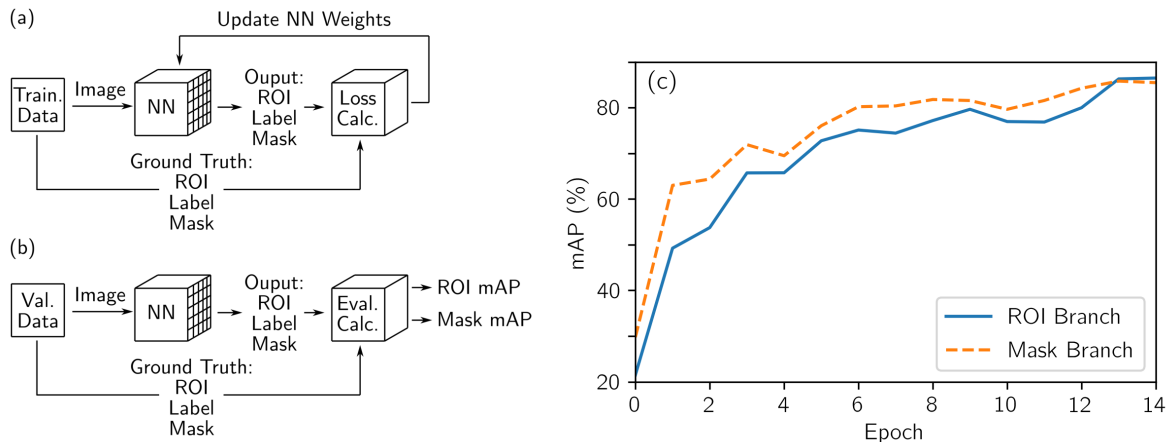 (a)
Update NN Weights
Train.
Data
Image
NN
Ouput:
ROI
Label
Mask
Loss
Calc.
Ground Truth:
ROI
Label
Mask
(b)
Val.
Data
Image
NN
Ouput:
ROI
Label
Mask
Eval.
Calc.
ROI mAP
Mask mAP
Ground Truth:
ROI
Label
Mask
(c)
mAP (%)
80
60
40
20
0 2 4 6 8 10 12 14
Epoch
ROI Branch
Mask Branch